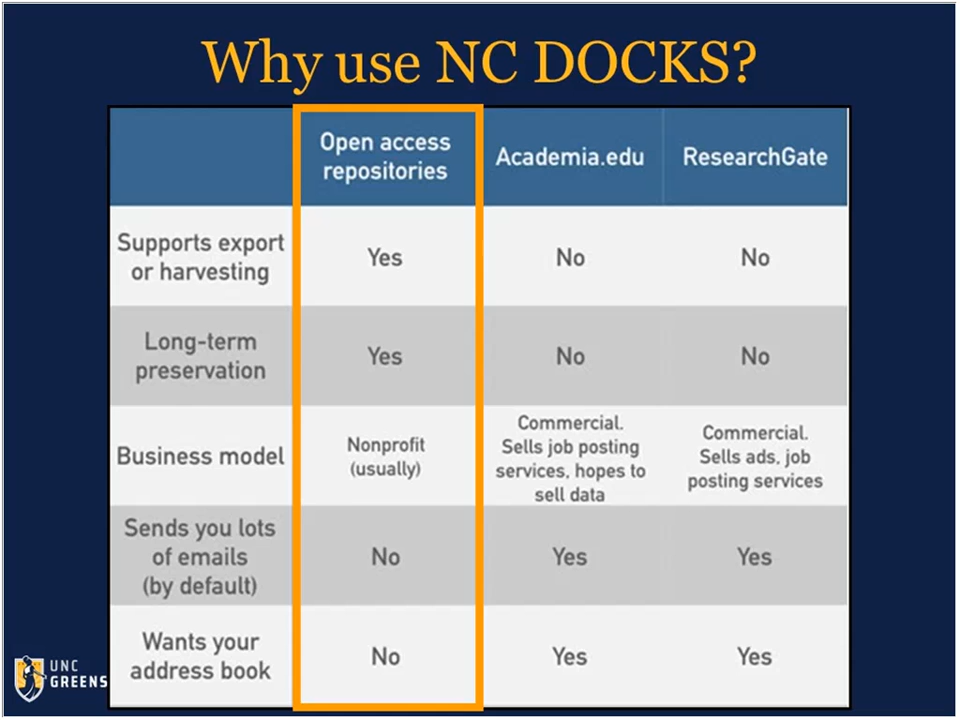 Why use NC DOCKS?
Open access
repositories
Academia.edu
ResearchGate
Supports export
or harvesting
Yes
No
No
Long-term
preservation
Yes
No
No
Business model
Nonprofit
(usually)
Commercial.
Sells job posting
services, hopes to
sell data
Commercial.
Sells ads, job
posting services
Sends you lots
of emails
(by default)
No
Yes
Yes
Wants your
address book
No
Yes
Yes
UNC
GREENS